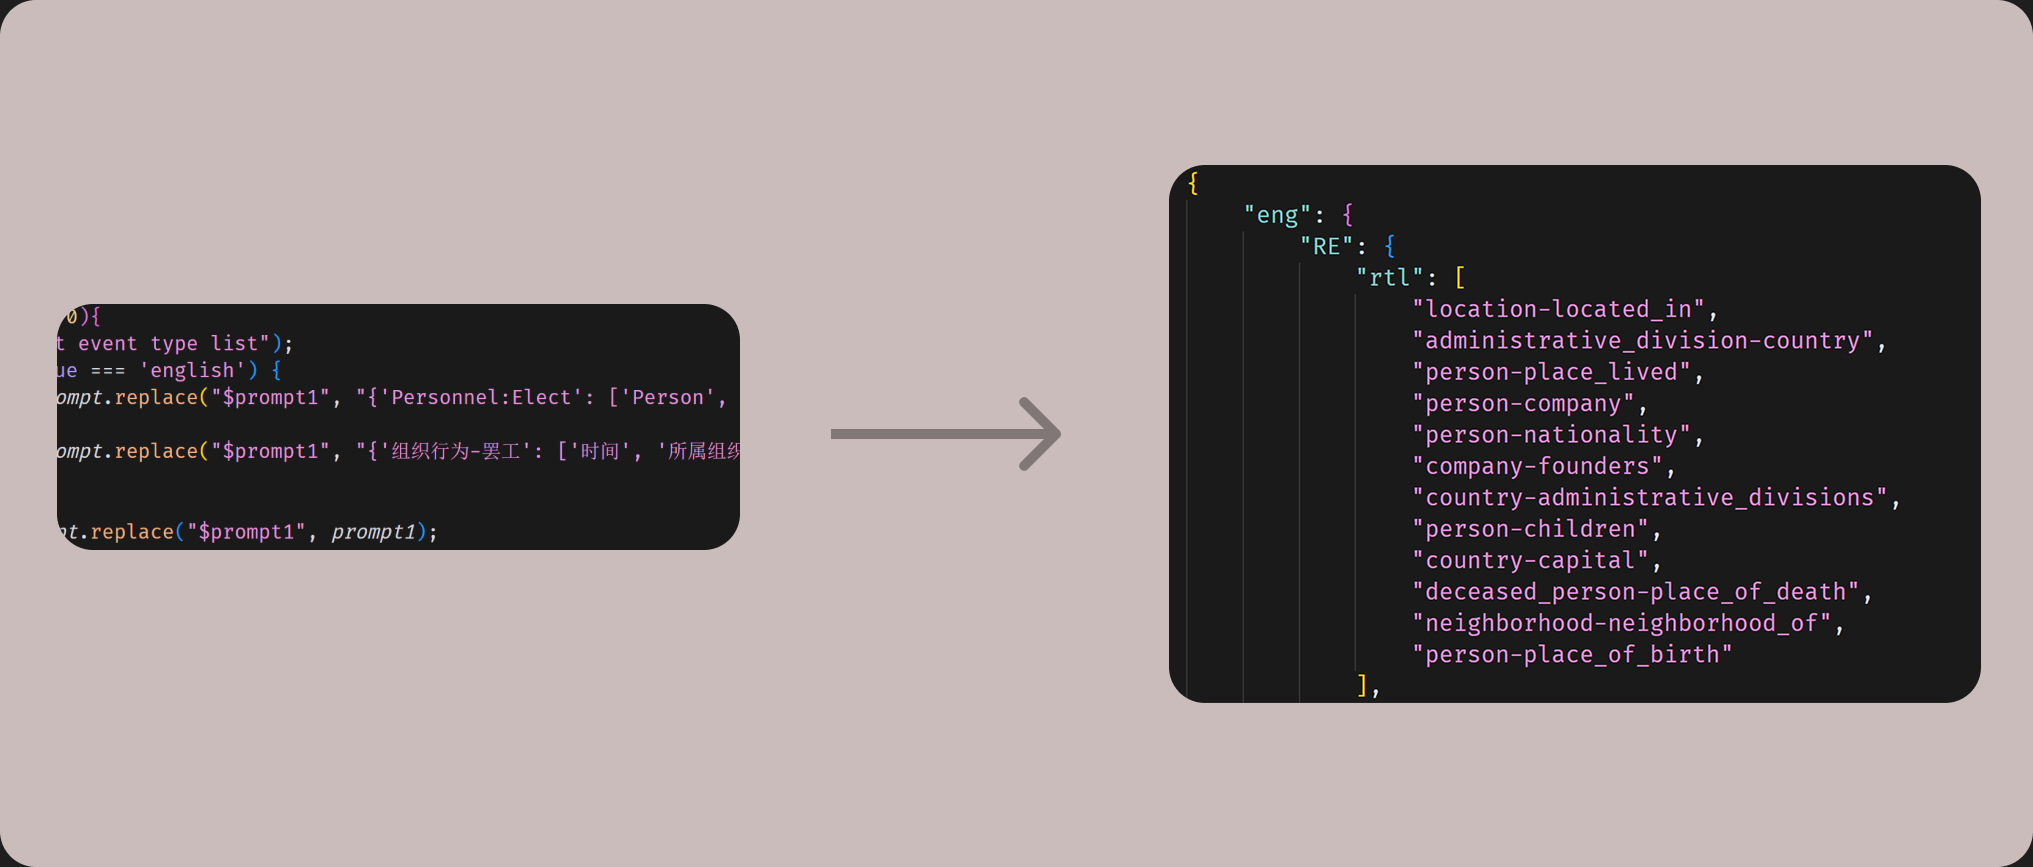 0){
t event type list");
ue === 'english') {
ompt.replace("$prompt1", "{'Personnel:Elect': ['Person',
ompt.replace("$prompt1", "{'组织行为-罢工': ['时间', '所属组织
nt.replace("$prompt1", prompt1);
{
"eng": {
"RE": {
"rtl": [
"location-located_in",
"administrative_division-country",
"person-place_lived",
"person-company",
"person-nationality",
"company-founders",
"country-administrative_divisions",
"person-children",
"country-capital",
"deceased_person-place_of_death",
"neighborhood-neighborhood_of",
"person-place_of_birth"
],